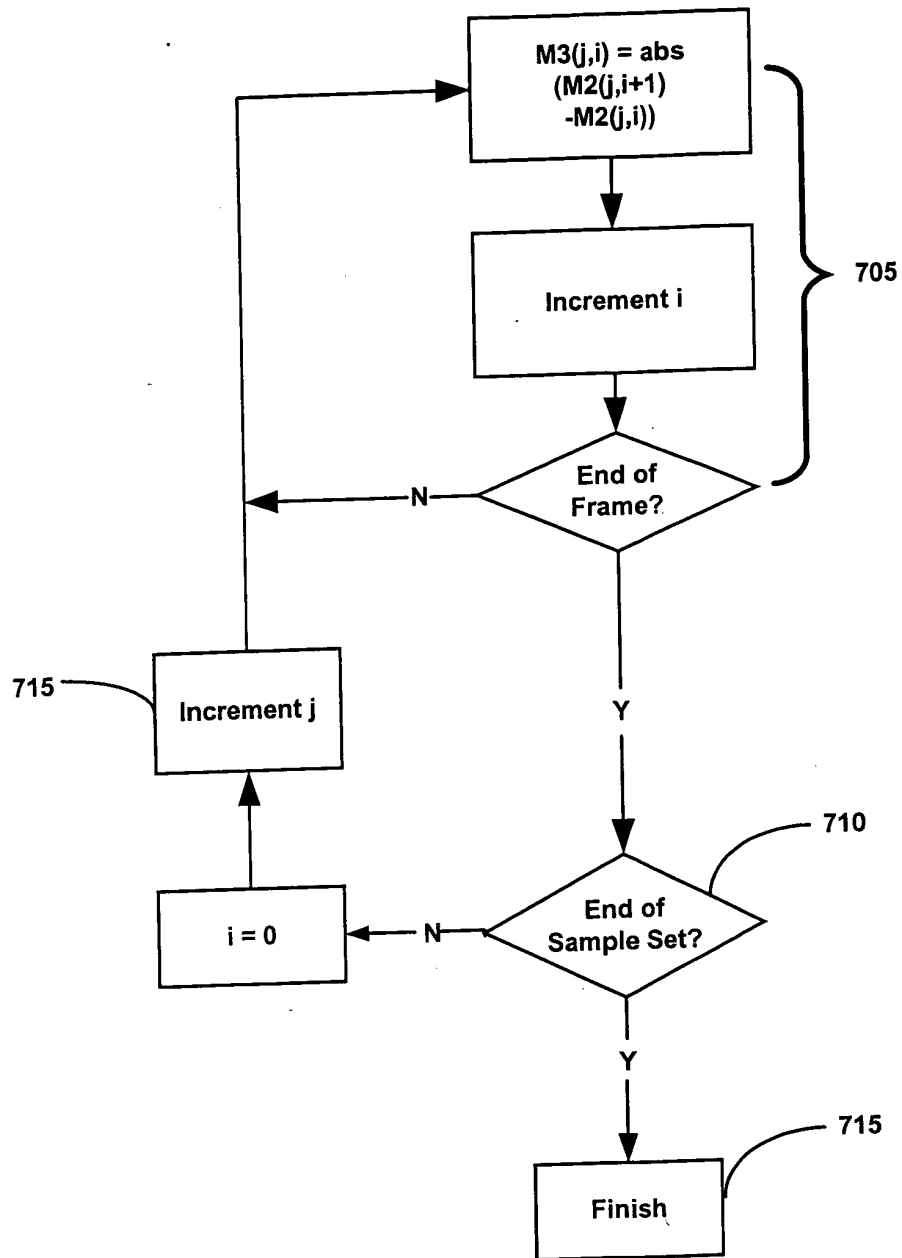 M3(j,i) = abs
(M2(j,i+1)
-M2(j,i))
705
Increment i
End of
Frame?
N
715
Increment j
Y
710
End of
Sample Set?
N
i = 0
Y
715
Finish